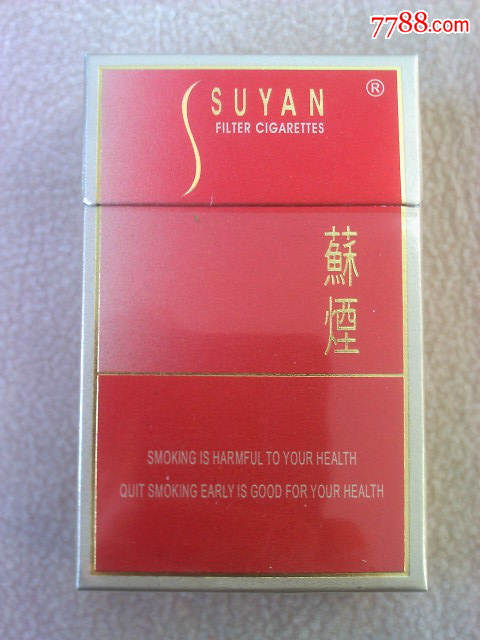 7788.com
SUYAN
®
FILTER CIGARETTES
蘇
煙
SMOKING IS HARMFUL TO YOUR HEALTH
QUIT SMOKING EARLY IS GOOD FOR YOUR HEALTH